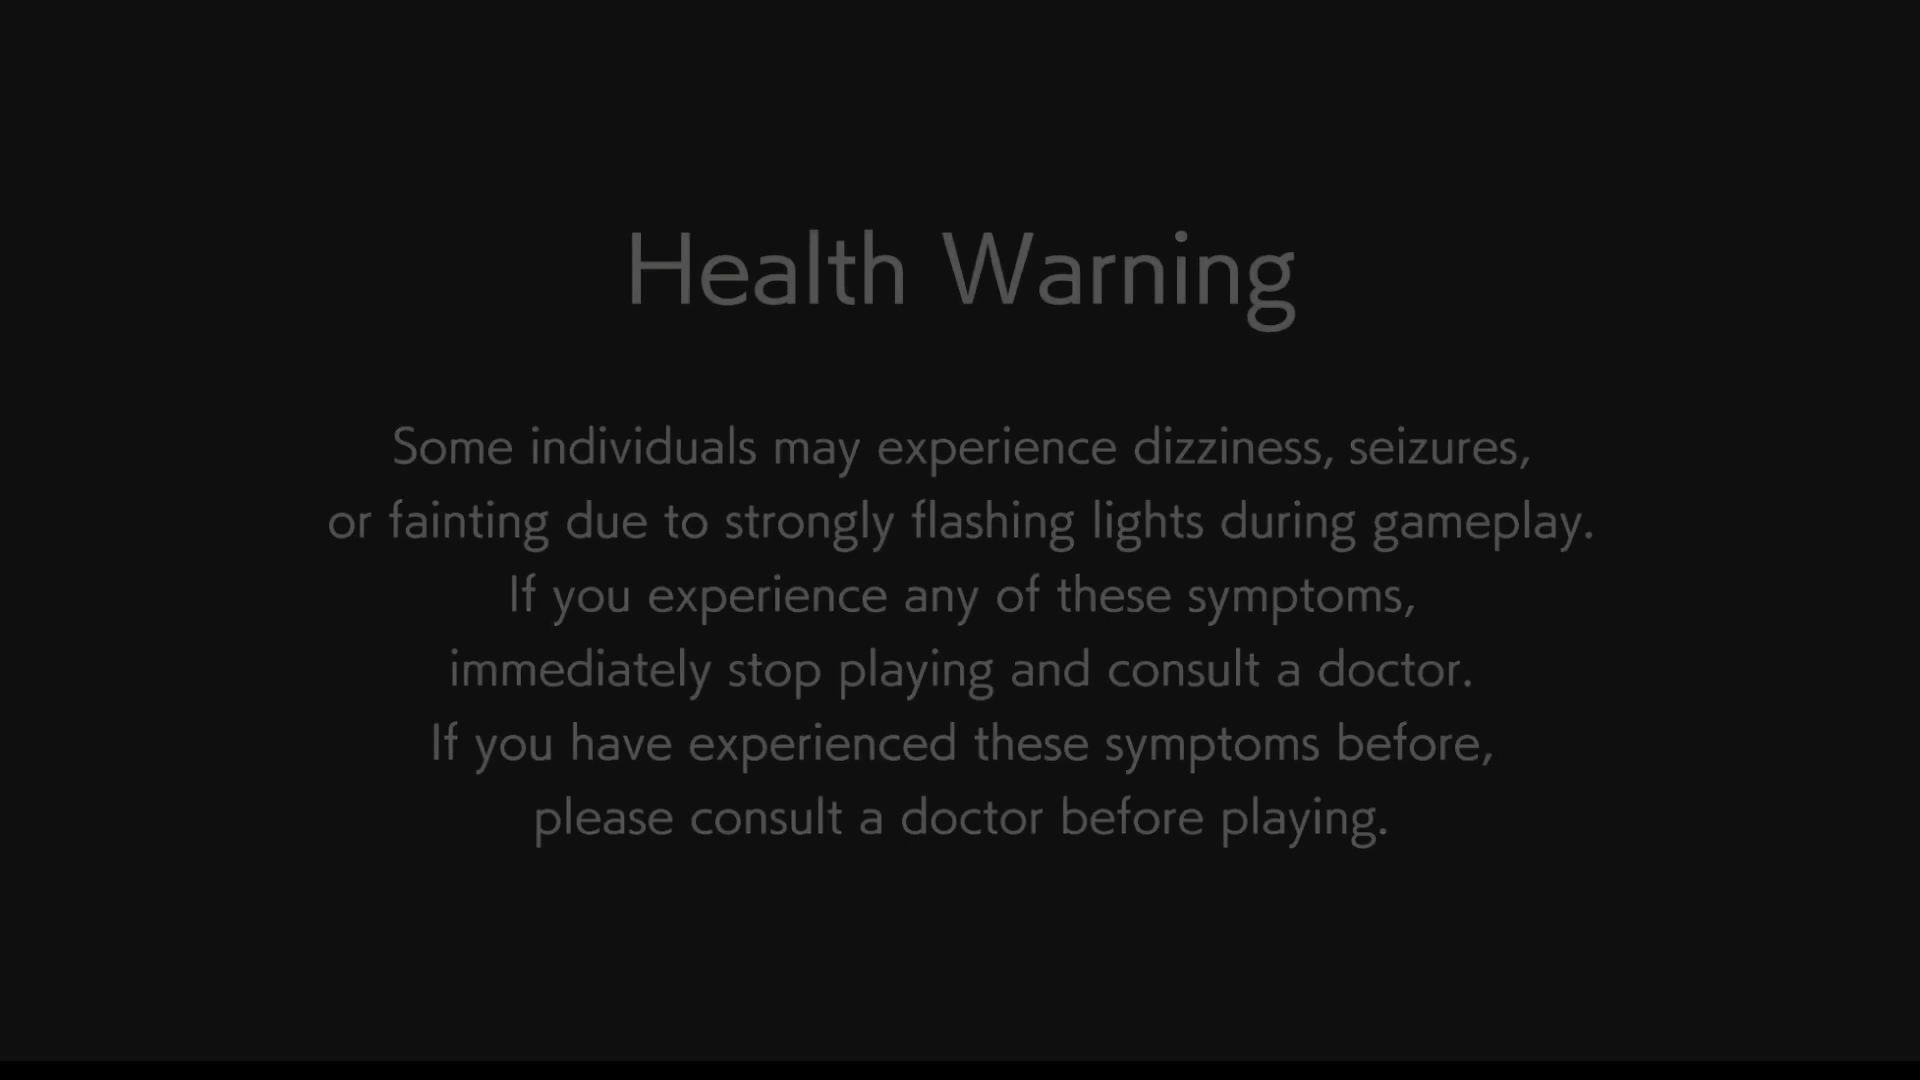 Health Warning
Some individuals may experience dizziness, seizures,
or fainting due to strongly flashing lights during gameplay.
If you experience any of these symptoms,
immediately stop playing and consult a doctor.
If you have experienced these symptoms before,
please consult a doctor before playing.